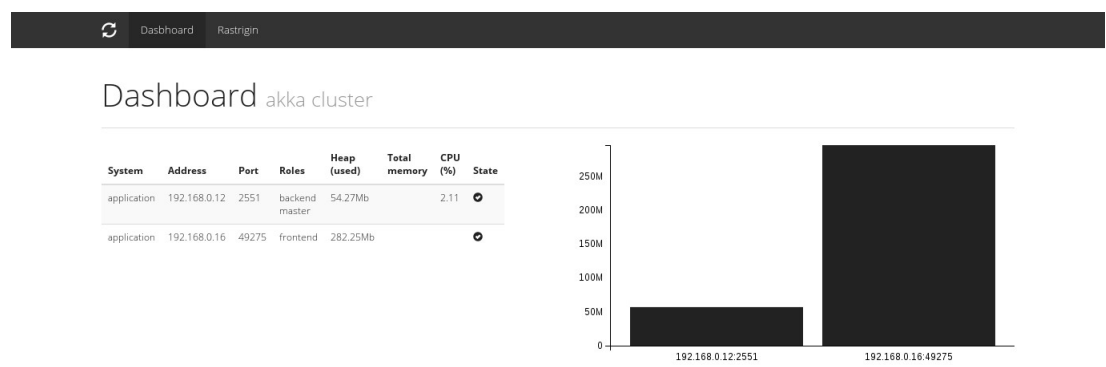 Dasbhoard Rastrigin
Dashboard akka cluster
System Address Port Roles Heap (used) Total memory CPU (%) State
application 192.168.0.12 2551 backend master 54.27Mb 2.11
application 192.168.0.16 49275 frontend 282.25Mb
250M
200M
150M
100M
50M
0
192.168.0.12:2551 192.168.0.16:49275